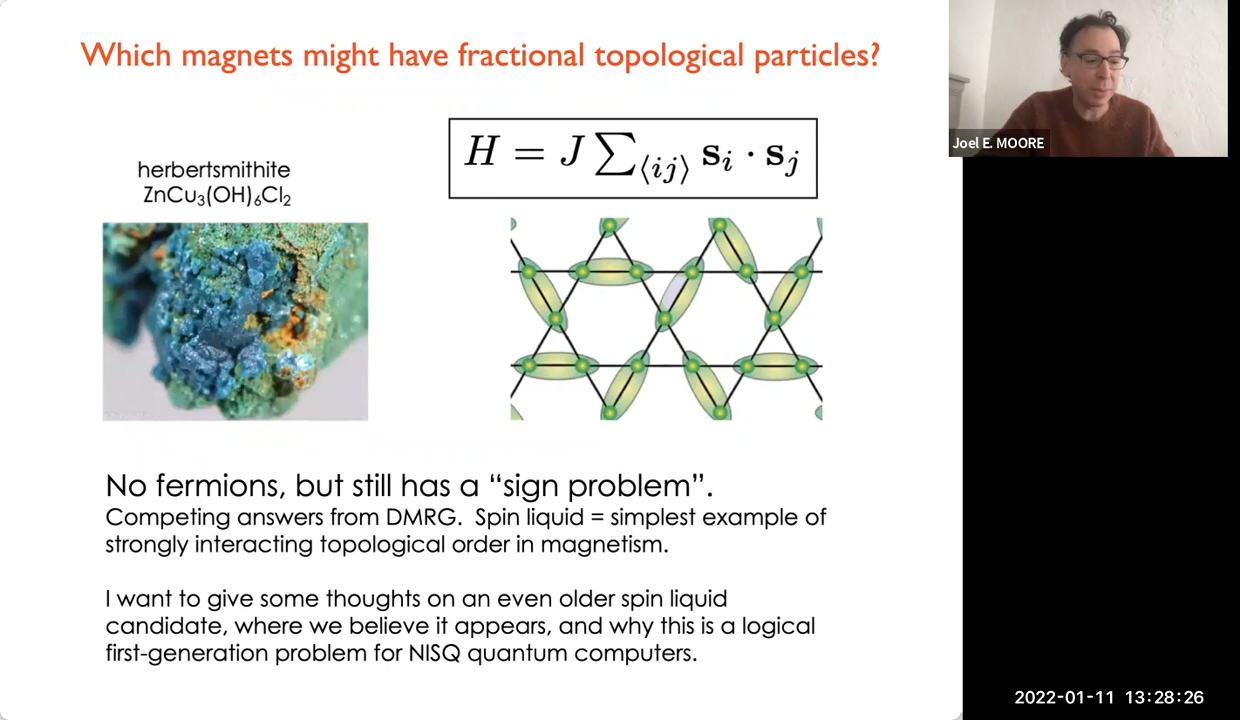 Which magnets might have fractional topological particles?
Joel E. MOORE
herbertsmithite
ZnCu₃(OH)₆Cl₂
H = J ∑⟨ij⟩ sᵢ · sⱼ
No fermions, but still has a “sign problem”.
Competing answers from DMRG. Spin liquid = simplest example of
strongly interacting topological order in magnetism.
I want to give some thoughts on an even older spin liquid
candidate, where we believe it appears, and why this is a logical
first-generation problem for NISQ quantum computers.
2022-01-11 13:28:26